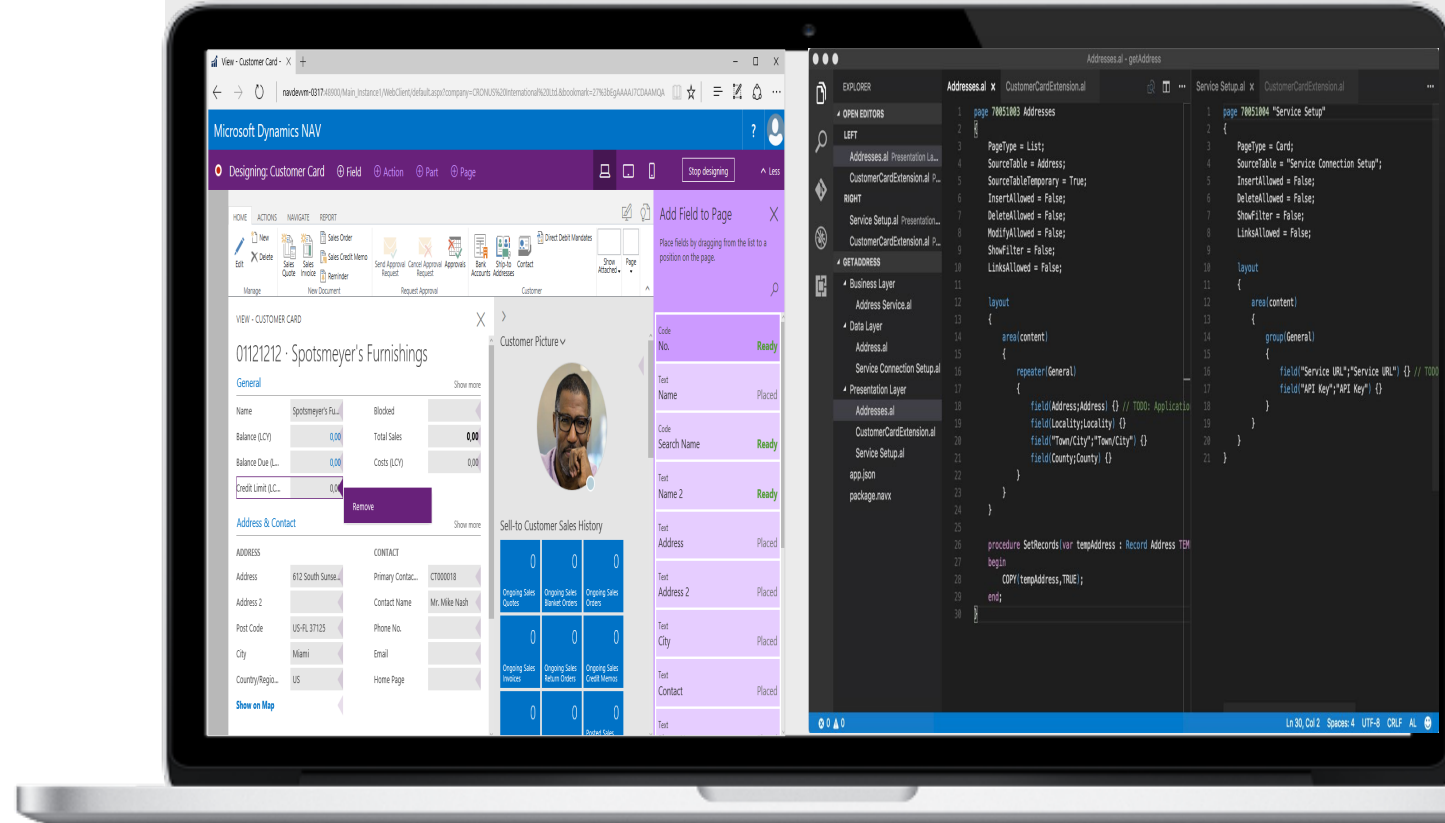 View - Customer Card -
navdevvm-0317:48900/Main_Instance1/WebClient/default.aspx?company=CRONUS%20International%20Ltd.&bookmark=27%3bEgAAAAJ7CDAAMQA
Microsoft Dynamics NAV ?
Designing: Customer Card Field Action Part Page Stop designing Less
HOME ACTIONS NAVIGATE REPORT
Edit
New
Delete
Manage
Sales Quote
Sales Invoice
Sales Order
Sales Credit Memo
Reminder
New Document
Send Approval Request
Cancel Approval Request
Approvals
Request Approval
Bank Accounts
Ship-to Addresses
Contact
Direct Debit Mandates
Customer
Show Attached
Page
VIEW - CUSTOMER CARD
01121212 · Spotsmeyer's Furnishings
General Show more
Name Spotsmeyer's Fu... Blocked
Balance (LCY) 0,00 Total Sales 0,00
Balance Due (L... 0,00 Costs (LCY) 0,00
Credit Limit (LC... 0,0
Remove
Address & Contact Show more
ADDRESS CONTACT
Address 612 South Sunse... Primary Contac... CT000018
Address 2 Contact Name Mr. Mike Nash
Post Code US-FL 37125 Phone No.
City Miami Email
Country/Regio... US Home Page
Show on Map
Customer Picture
Sell-to Customer Sales History
0 0 0
Ongoing Sales Quotes
Ongoing Sales Blanket Orders
Ongoing Sales Orders
0 0 0
Ongoing Sales Invoices
Ongoing Sales Return Orders
Ongoing Sales Credit Memos
0 0 0
Posted Sales
Add Field to Page
Place fields by dragging from the list to a
position on the page.
Code
No. Ready
Text
Name Placed
Code
Search Name Ready
Text
Name 2 Ready
Text
Address Placed
Text
Address 2 Placed
Text
City Placed
Text
Contact Placed
Text
Addresses.al - getAddress
EXPLORER
OPEN EDITORS
LEFT
Addresses.al Presentation La...
CustomerCardExtension.al P...
RIGHT
Service Setup.al Presentation...
CustomerCardExtension.al P...
GETADDRESS
Business Layer
Address Service.al
Data Layer
Address.al
Service Connection Setup.al
Presentation Layer
Addresses.al
CustomerCardExtension.al
Service Setup.al
app.json
package.navx
Addresses.al x CustomerCardExtension.al
1 page 70051003 Addresses
2 {
3 PageType = List;
4 SourceTable = Address;
5 SourceTableTemporary = True;
6 InsertAllowed = False;
7 DeleteAllowed = False;
8 ModifyAllowed = False;
9 ShowFilter = False;
10 LinksAllowed = False;
11
12 layout
13 {
14 area(content)
15 {
16 repeater(General)
17 {
18 field(Address;Address) {} // TODO: Applicatio
19 field(Locality;Locality) {}
20 field("Town/City";"Town/City") {}
21 field(County;County) {}
22 }
23 }
24 }
25
26 procedure SetRecords(var tempAddress : Record Address TEM
27 begin
28 COPY(tempAddress,TRUE);
29 end;
30 }
Service Setup.al x CustomerCardExtension.al
1 page 70051004 "Service Setup"
2 {
3 PageType = Card;
4 SourceTable = "Service Connection Setup";
5 InsertAllowed = False;
6 DeleteAllowed = False;
7 ShowFilter = False;
8 LinksAllowed = False;
9
10 layout
11 {
12 area(content)
13 {
14 group(General)
15 {
16 field("Service URL";"Service URL") {} // TODO
17 field("API Key";"API Key") {}
18 }
19 }
20 }
21 }
0 0 Ln 30, Col 2 Spaces: 4 UTF-8 CRLF AL